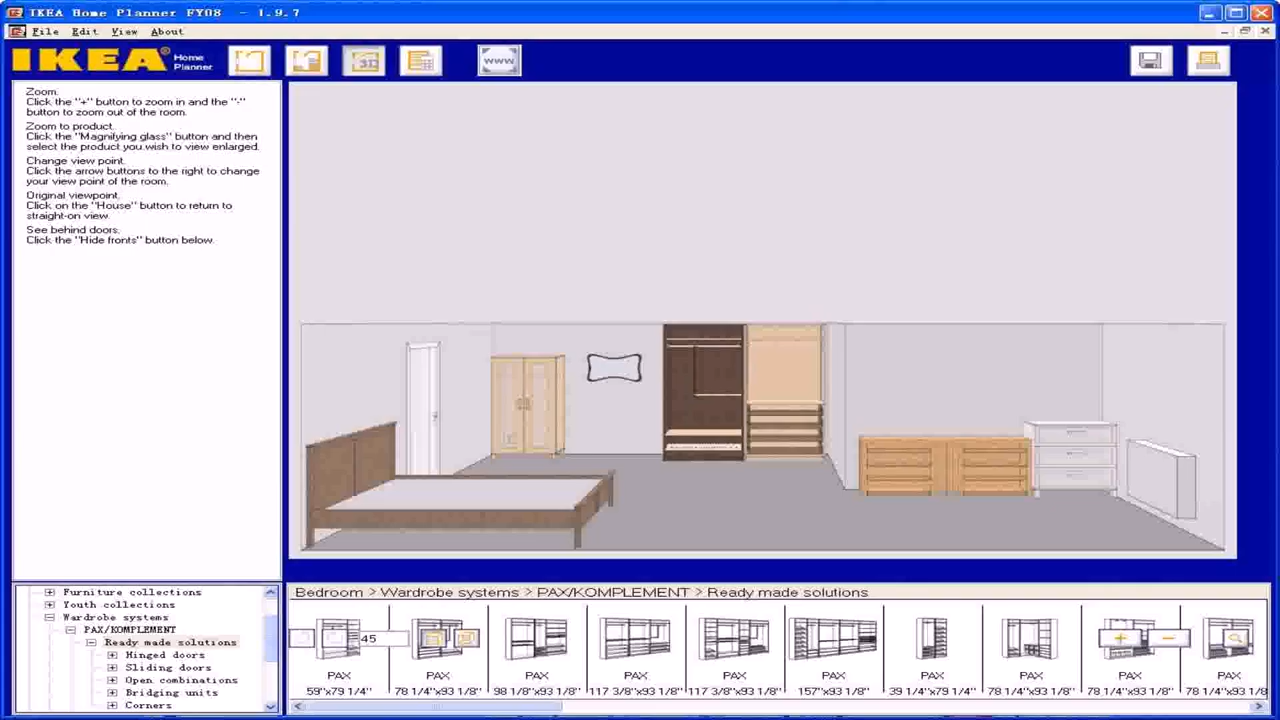 IKEA Home Planner FY08 - 1.9.7
File Edit View About
IKEA® Home Planner
3D
www
Zoom.
Click the "+" button to zoom in and the "-"
button to zoom out of the room.
Zoom to product.
Click the "Magnifying glass" button and then
select the product you wish to view enlarged.
Change view point.
Click the arrow buttons to the right to change
your view point of the room.
Original viewpoint.
Click on the "House" button to return to
straight-on view.
See behind doors.
Click the "Hide fronts" button below.
Furniture collections
Youth collections
Wardrobe systems
PAX/KOMPLEMENT
Ready made solutions
Hinged doors
Sliding doors
Open combinations
Bridging units
Corners
Bedroom > Wardrobe systems > PAX/KOMPLEMENT > Ready made solutions
45
PAX PAX PAX PAX PAX PAX PAX PAX PAX PAX
59"x79 1/4" 78 1/4"x93 1/8" 98 1/8"x93 1/8" 117 3/8"x93 1/8" 117 3/8"x93 1/8" 157"x93 1/8" 39 1/4"x79 1/4" 78 1/4"x93 1/8" 78 1/4"x93 1/8" 78 1/4"x93 1/8"